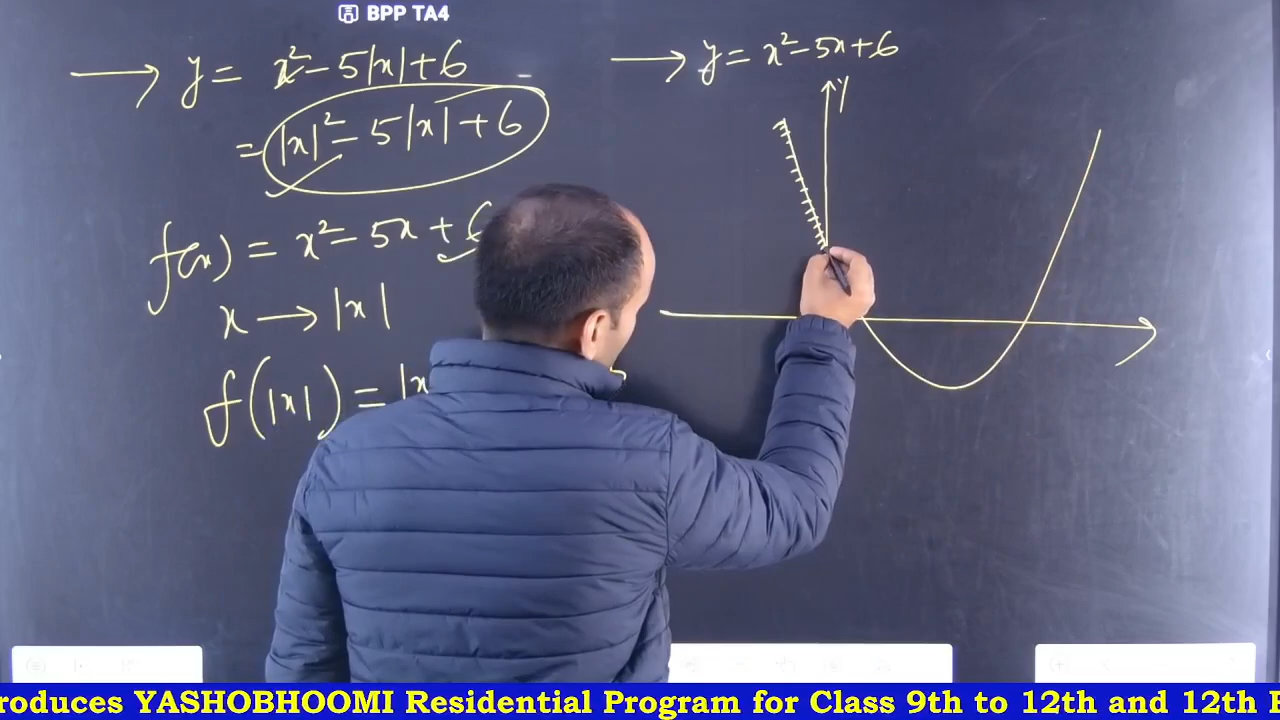 BPP TA4
→ y = x² - 5|x| + 6
= |x|² - 5|x| + 6
f(x) = x² - 5x + 6
x → |x|
f(|x|) = |x
→ y = x² - 5x + 6
Y
roduces YASHOBHOOMI Residential Program for Class 9th to 12th and 12th